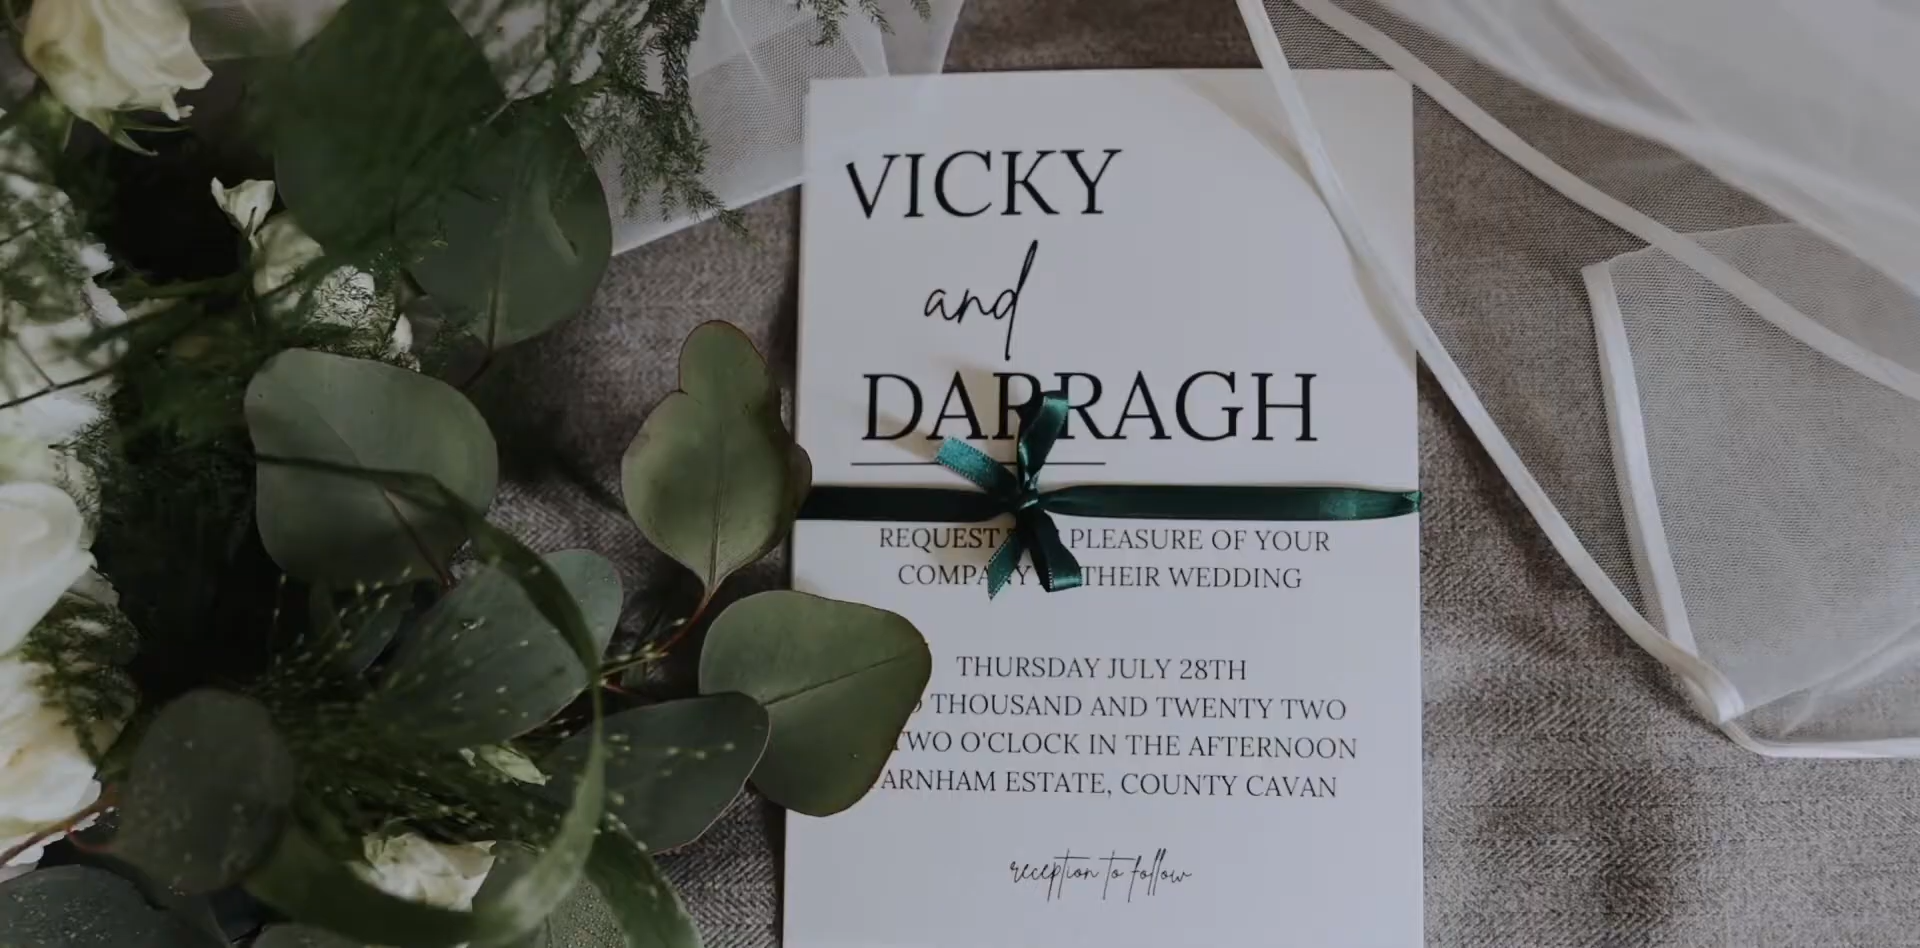 VICKY
and
DARRAGH
REQUEST PLEASURE OF YOUR
COMPANY THEIR WEDDING
THURSDAY JULY 28TH
THOUSAND AND TWENTY TWO
TWO O'CLOCK IN THE AFTERNOON
ARNHAM ESTATE, COUNTY CAVAN
reception to follow